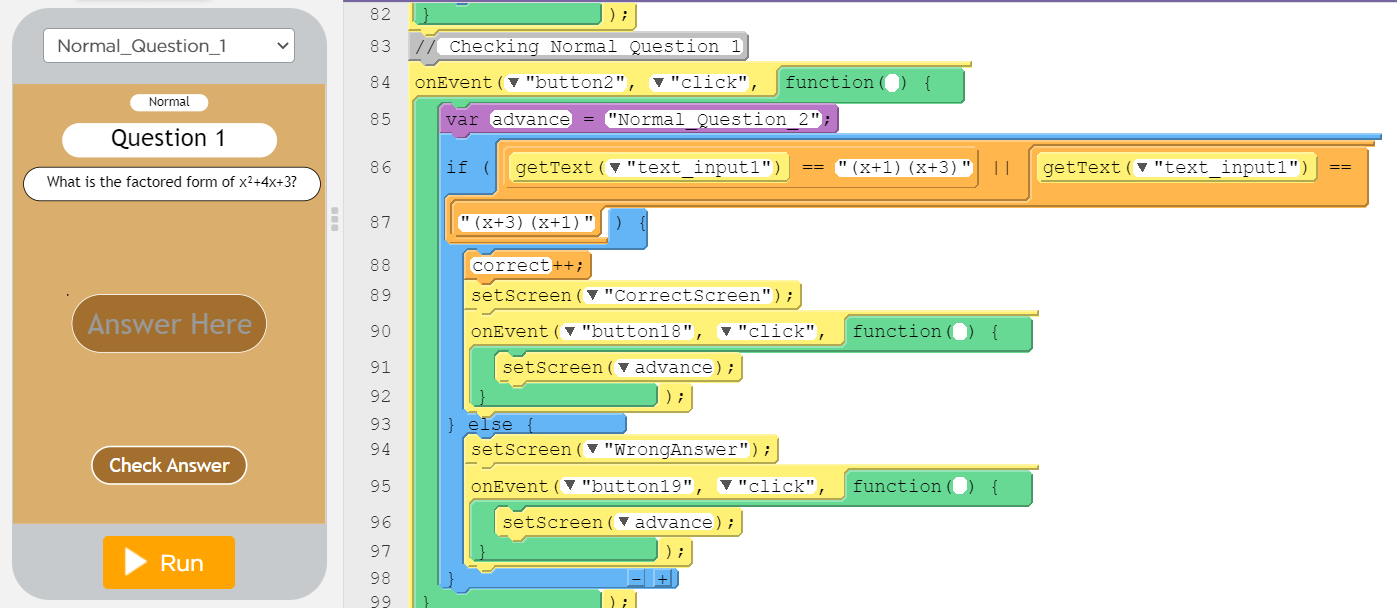 Normal_Question_1
Normal
Question 1
What is the factored form of x²+4x+3?
Answer Here
Check Answer
Run
82 } );
83 // Checking Normal Question 1
84 onEvent(▼"button2", ▼"click", function( ) {
85 var advance = "Normal_Question_2";
86 if ( getText(▼"text_input1") == "(x+1)(x+3)" || getText(▼"text_input1") ==
87 "(x+3)(x+1)" ) {
88 correct++;
89 setScreen(▼"CorrectScreen");
90 onEvent(▼"button18", ▼"click", function( ) {
91 setScreen(▼advance);
92 } );
93 } else {
94 setScreen(▼"WrongAnswer");
95 onEvent(▼"button19", ▼"click", function( ) {
96 setScreen(▼advance);
97 } );
98 } - +
99 } );